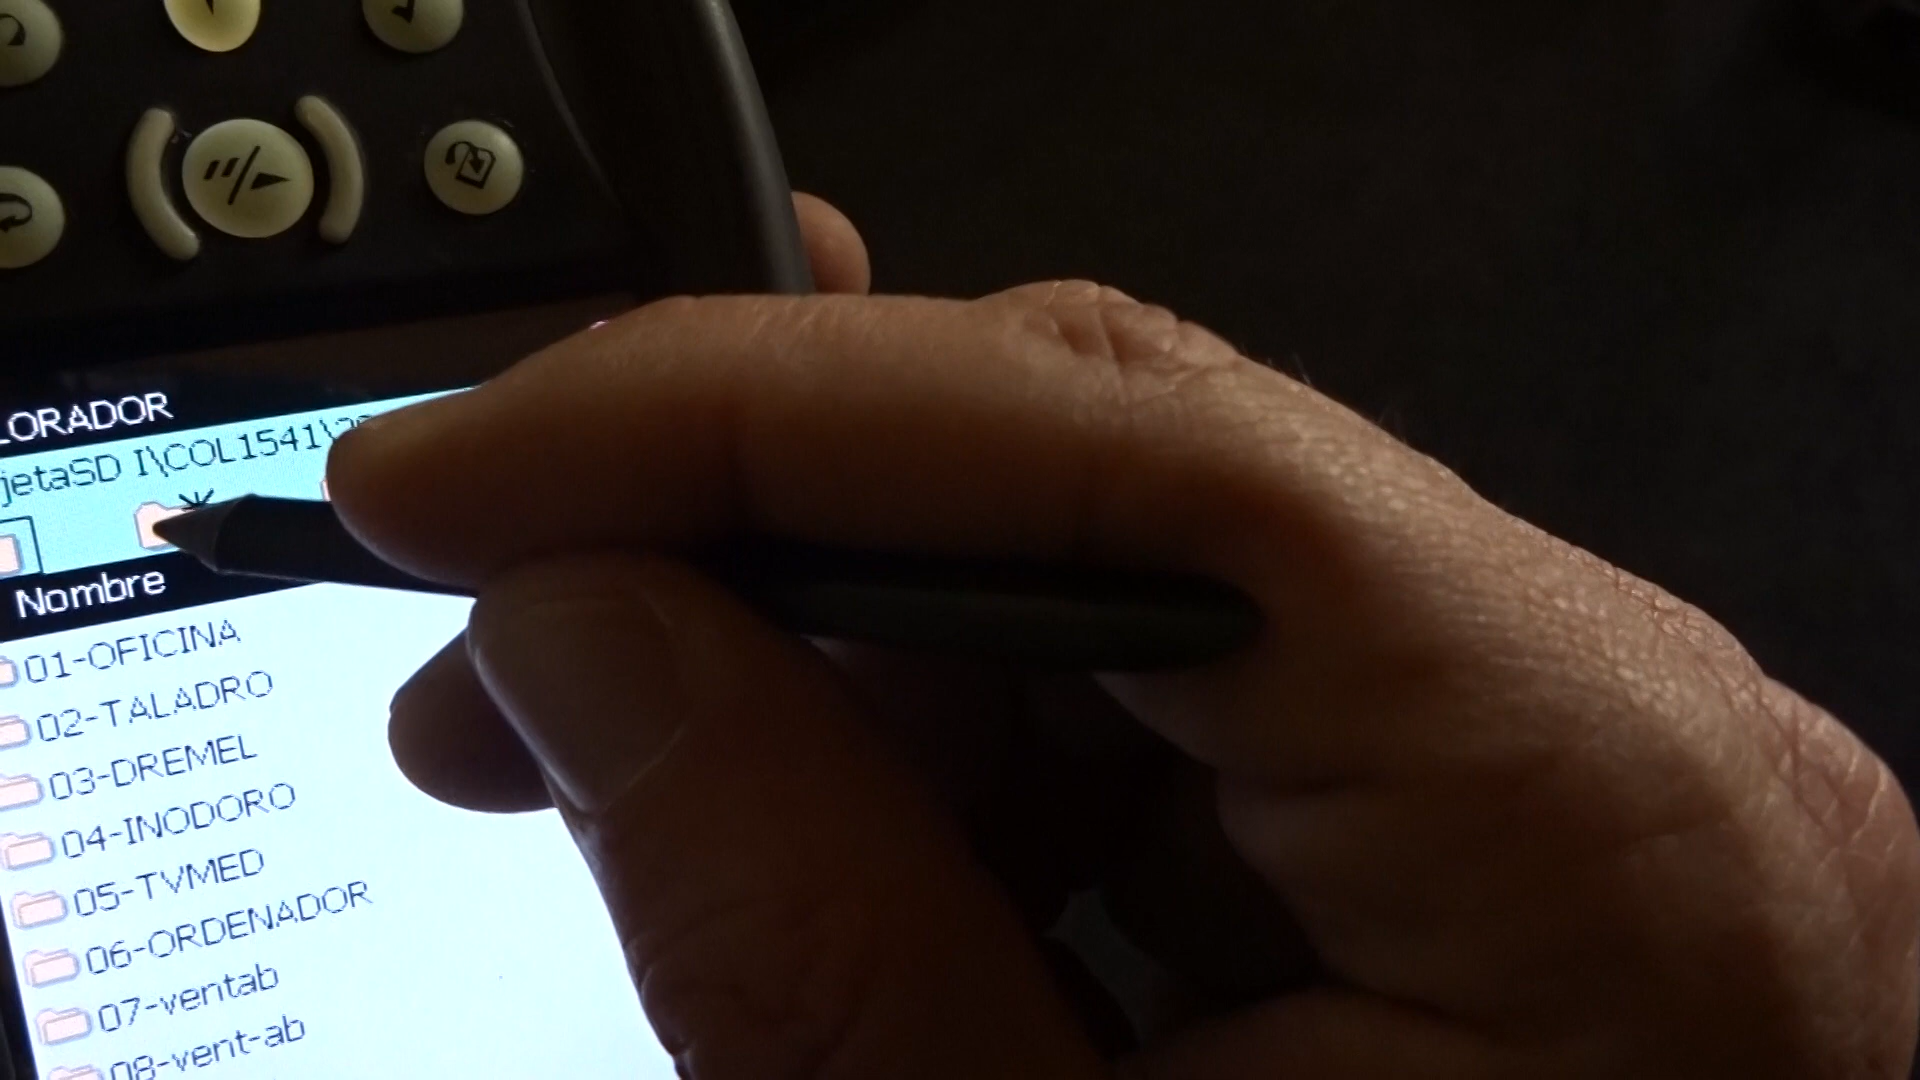 LORADOR
jetaSD I\COL1541\
Nombre
01-OFICINA
02-TALADRO
03-DREMEL
04-INODORO
05-TVMED
06-ORDENADOR
07-ventab
08-vent-ab